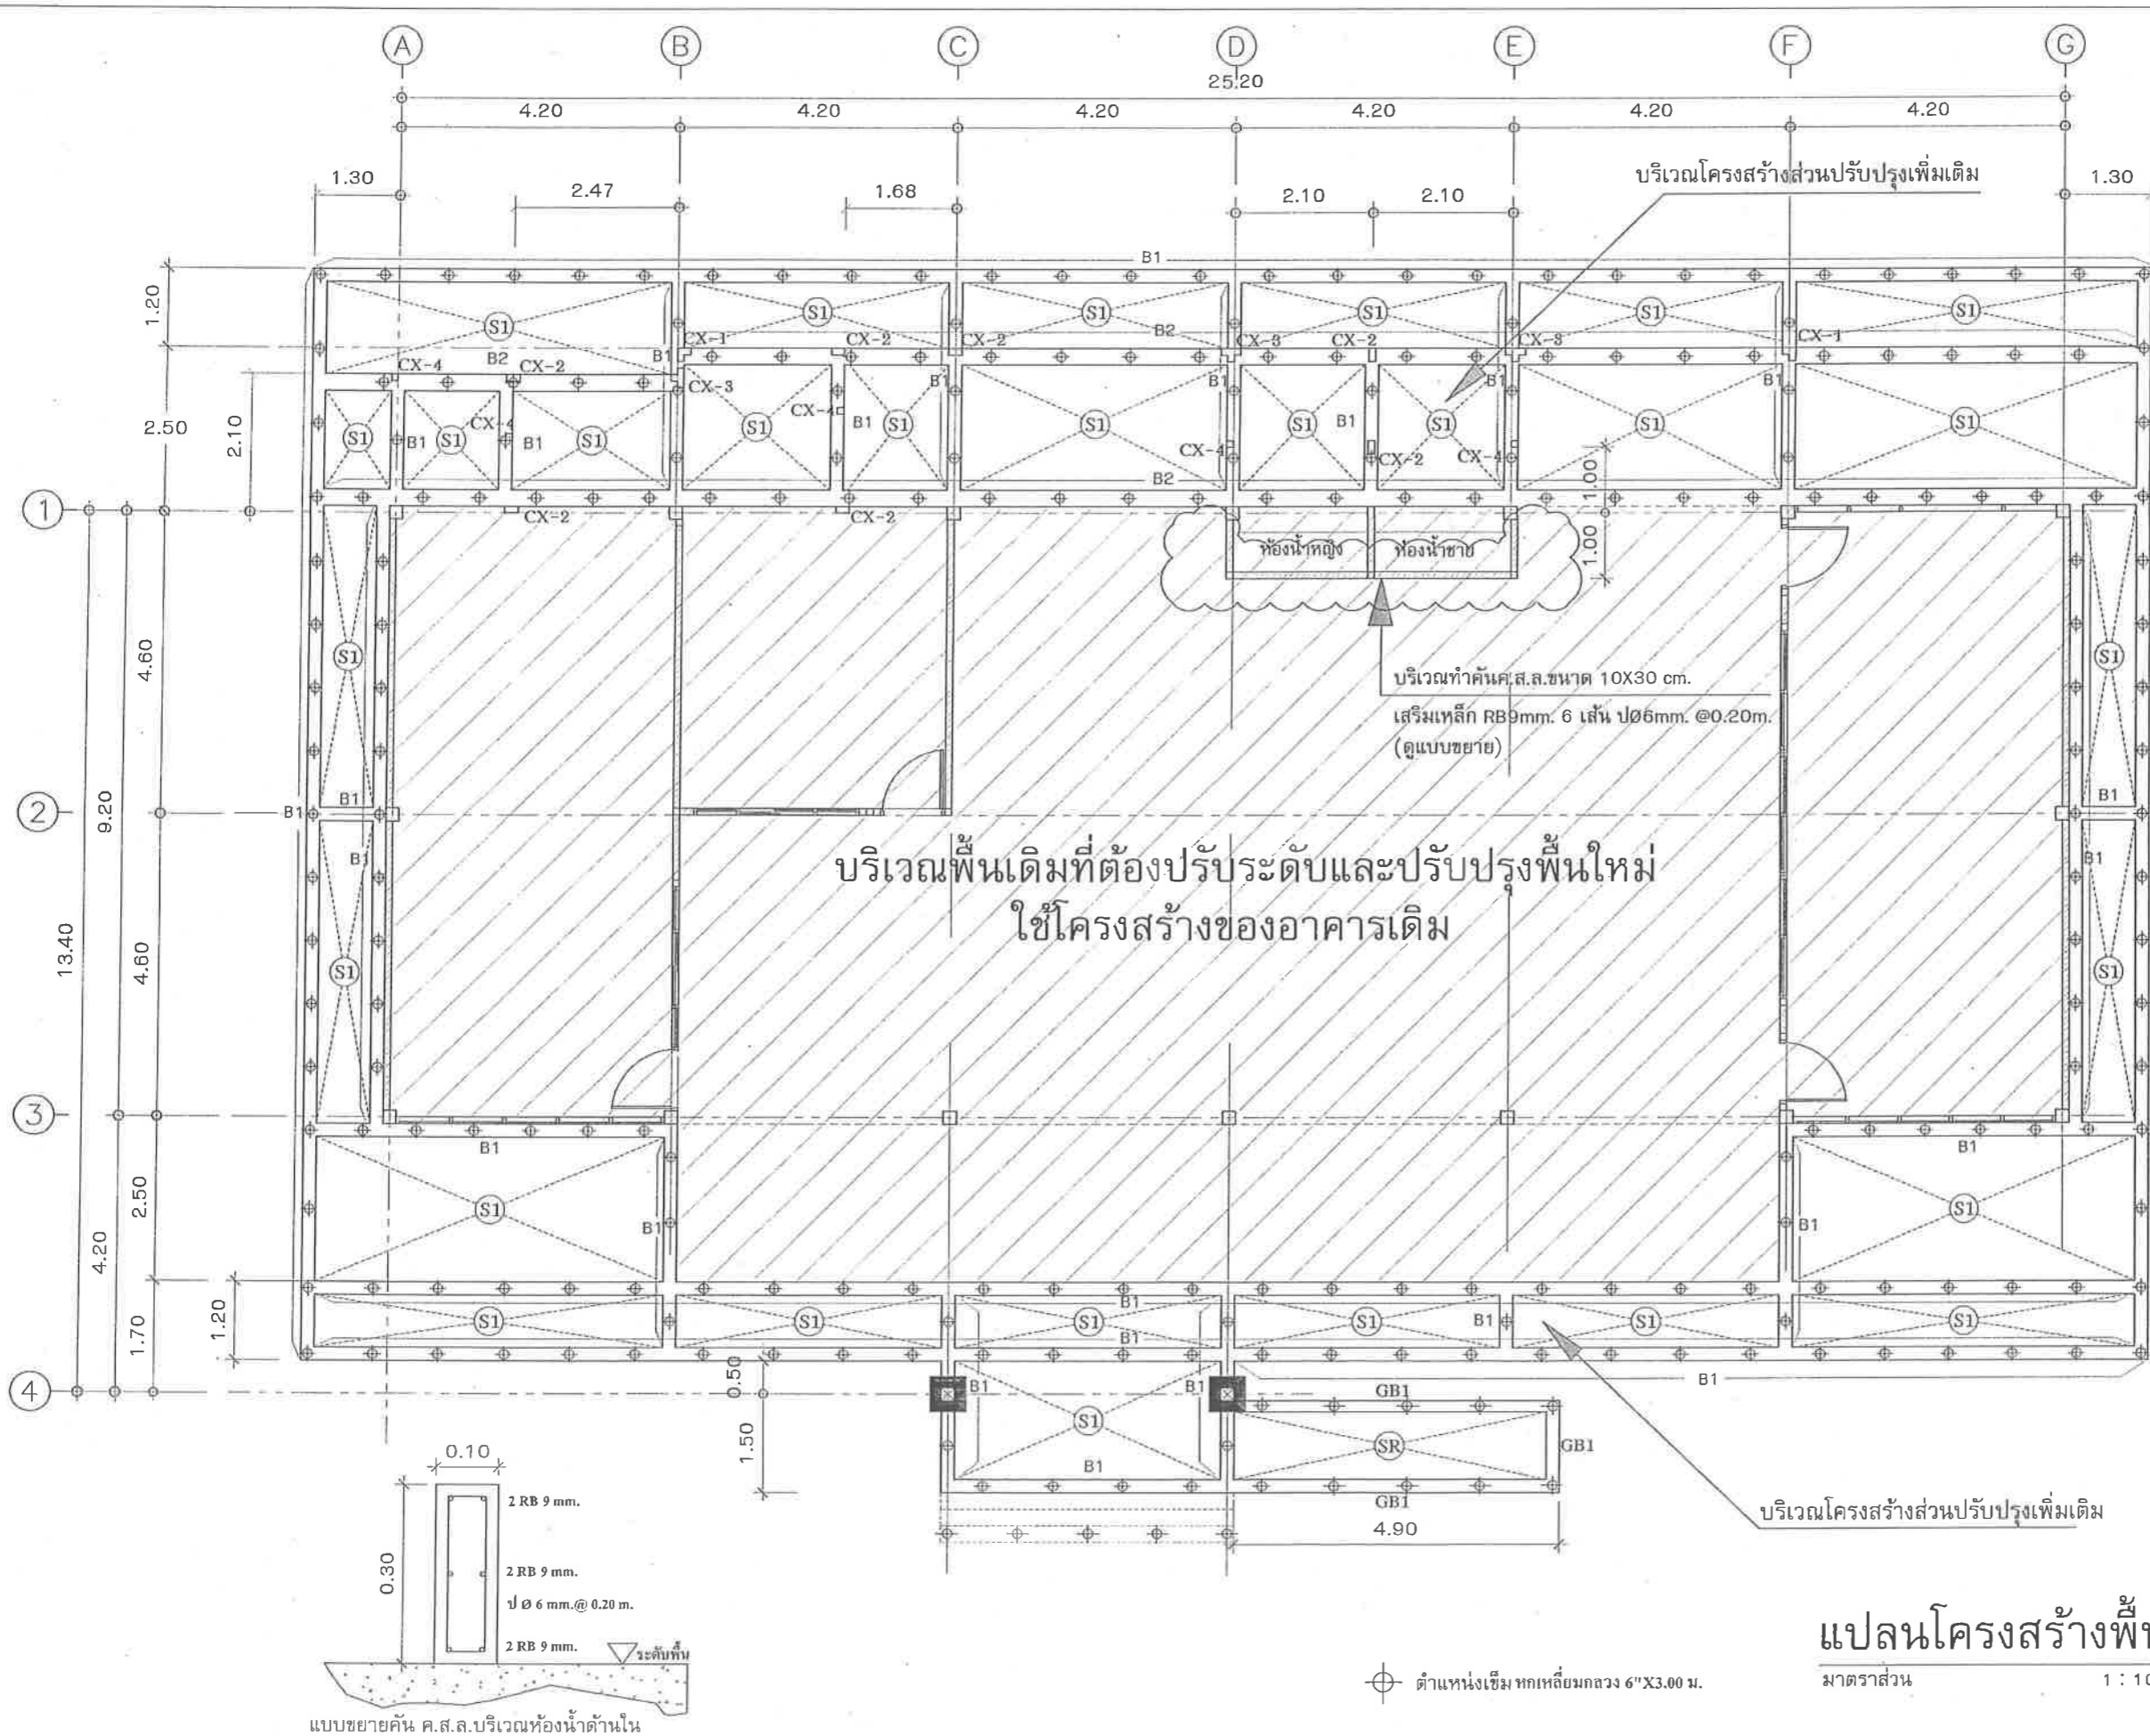 A B C D E F G
25.20
4.20 4.20 4.20 4.20 4.20 4.20
บริเวณโครงสร้างส่วนปรับปรุงเพิ่มเติม
1.30 2.47 1.68 2.10 2.10 1.30
B1
1.20
S1 S1 S1 S1 S1 S1
B2
CX-1 CX-2 CX-2 CX-3 CX-2 CX-3 CX-1
B2 B1
CX-4 CX-2
CX-3 B1 B1 B1 B1
2.50 2.10
CX-4
S1 S1 S1 S1 S1 S1 S1 S1 S1 S1
CX-4
B1 B1 B1 B1
CX-4 CX-2 CX-4
B2
1.00
1
CX-2 CX-2
ห้องน้ำหญิง ห้องน้ำชาย
1.00
4.60
S1 S1
บริเวณทำคันค.ส.ล.ขนาด 10X30 cm.
เสริมเหล็ก RB9mm. 6 เส้น ปØ6mm. @0.20m.
(ดูแบบขยาย)
B1 B1
2
B1
9.20
B1 B1
บริเวณพื้นเดิมที่ต้องปรับระดับและปรับปรุงพื้นใหม่
ใช้โครงสร้างของอาคารเดิม
13.40
4.60
S1 S1
3
B1 B1
2.50
S1 S1
B1 B1
4.20
1.20
1.70
B1
S1 S1 S1 S1 S1 S1
B1
B1
0.50
B1
4
B1 B1
GB1
S1 SR
GB1
1.50
B1
GB1
4.90
บริเวณโครงสร้างส่วนปรับปรุงเพิ่มเติม
0.10
2 RB 9 mm.
0.30
2 RB 9 mm.
ป Ø 6 mm.@ 0.20 m.
2 RB 9 mm.
ระดับพื้น
แบบขยายคัน ค.ส.ล.บริเวณห้องน้ำด้านใน
ตำแหน่งเข็ม หกเหลี่ยมกลวง 6"X3.00 ม.
แปลนโครงสร้างพื้น
มาตราส่วน 1 : 10